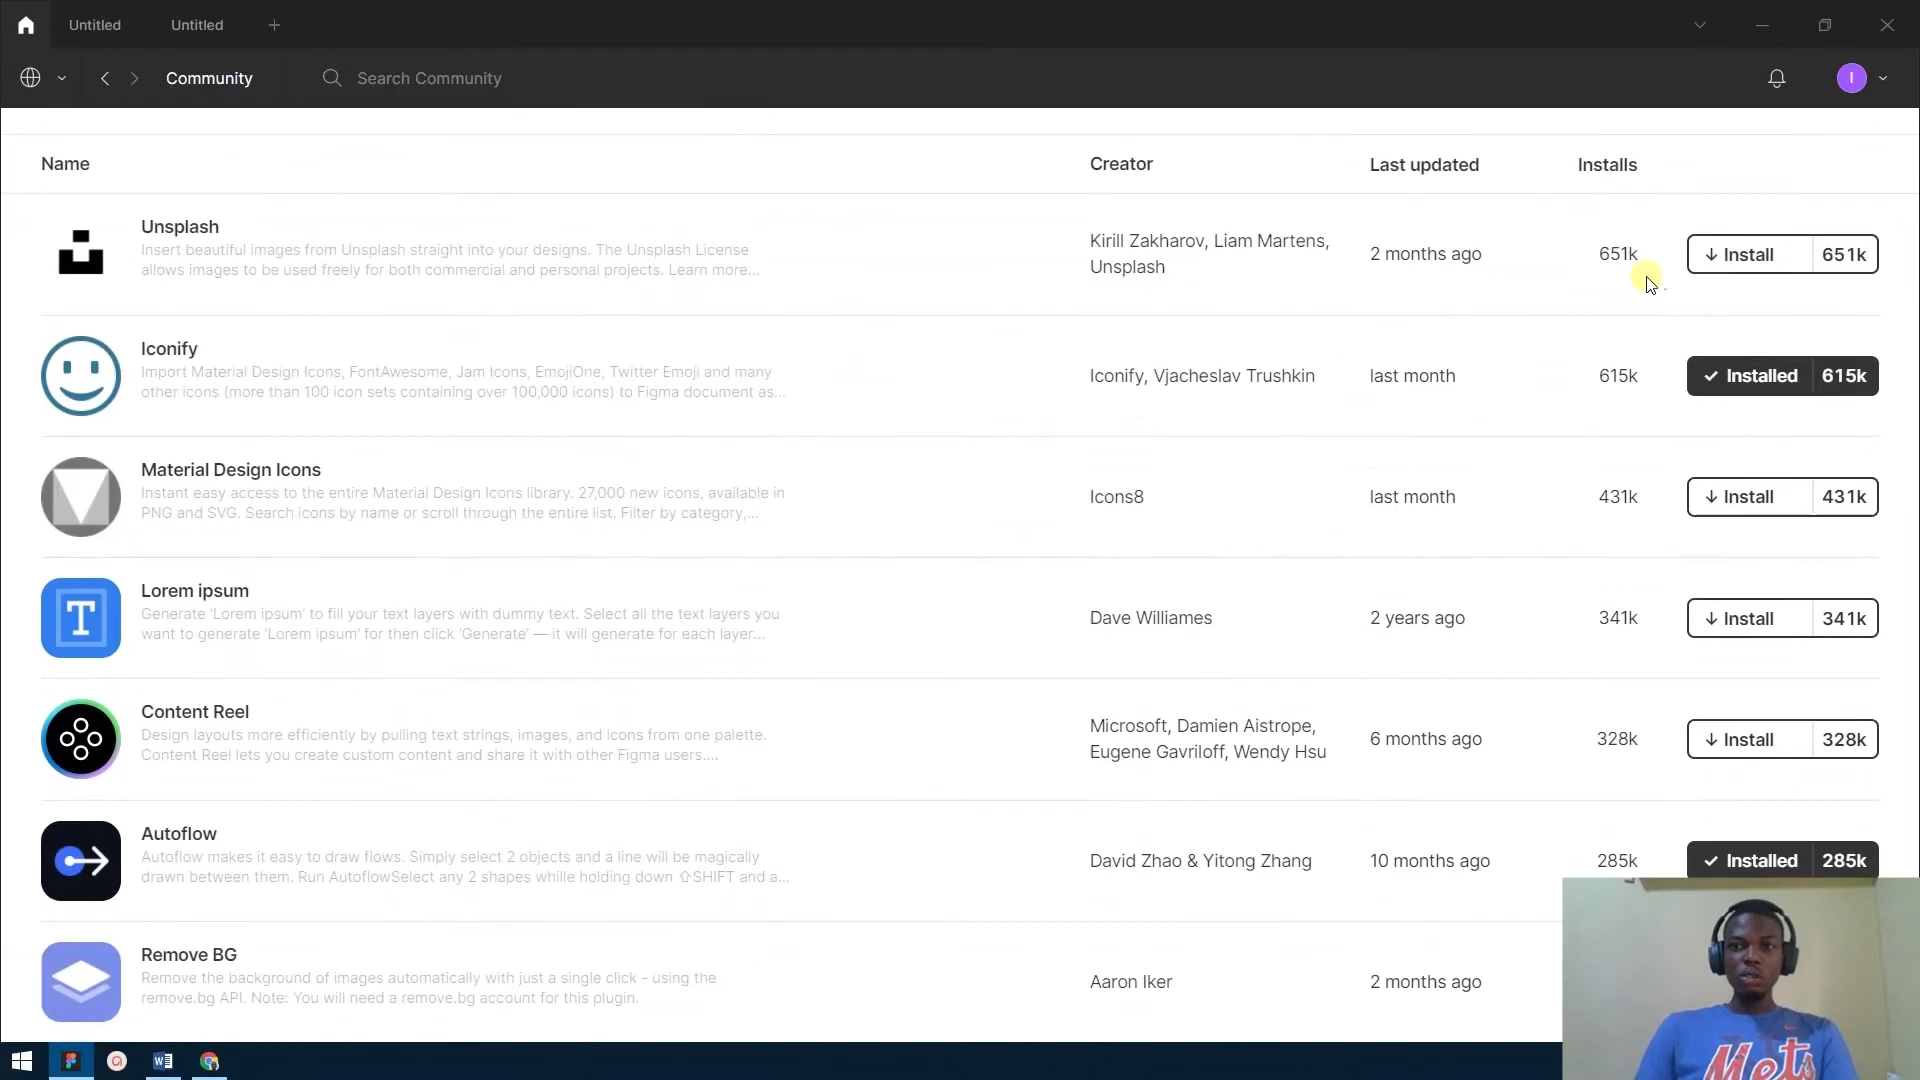 Untitled
Untitled
Community
Search Community
I
Name
Creator
Last updated
Installs
Unsplash
Insert beautiful images from Unsplash straight into your designs. The Unsplash License
allows images to be used freely for both commercial and personal projects. Learn more...
Kirill Zakharov, Liam Martens,
Unsplash
2 months ago
651k
Install
651k
Iconify
Import Material Design Icons, FontAwesome, Jam Icons, EmojiOne, Twitter Emoji and many
other icons (more than 100 icon sets containing over 100,000 icons) to Figma document as...
Iconify, Vjacheslav Trushkin
last month
615k
Installed
615k
Material Design Icons
Instant easy access to the entire Material Design Icons library. 27,000 new icons, available in
PNG and SVG. Search icons by name or scroll through the entire list. Filter by category,...
Icons8
last month
431k
Install
431k
Lorem ipsum
Generate 'Lorem ipsum' to fill your text layers with dummy text. Select all the text layers you
want to generate 'Lorem ipsum' for then click 'Generate' — it will generate for each layer...
Dave Williames
2 years ago
341k
Install
341k
Content Reel
Design layouts more efficiently by pulling text strings, images, and icons from one palette.
Content Reel lets you create custom content and share it with other Figma users....
Microsoft, Damien Aistrope,
Eugene Gavriloff, Wendy Hsu
6 months ago
328k
Install
328k
Autoflow
Autoflow makes it easy to draw flows. Simply select 2 objects and a line will be magically
drawn between them. Run AutoflowSelect any 2 shapes whille holding down ⇧SHIFT and a...
David Zhao & Yitong Zhang
10 months ago
285k
Installed
285k
Remove BG
Remove the background of images automatically with just a single click - using the
remove.bg API. Note: You will need a remove.bg account for this plugin.
Aaron Iker
2 months ago
Mets